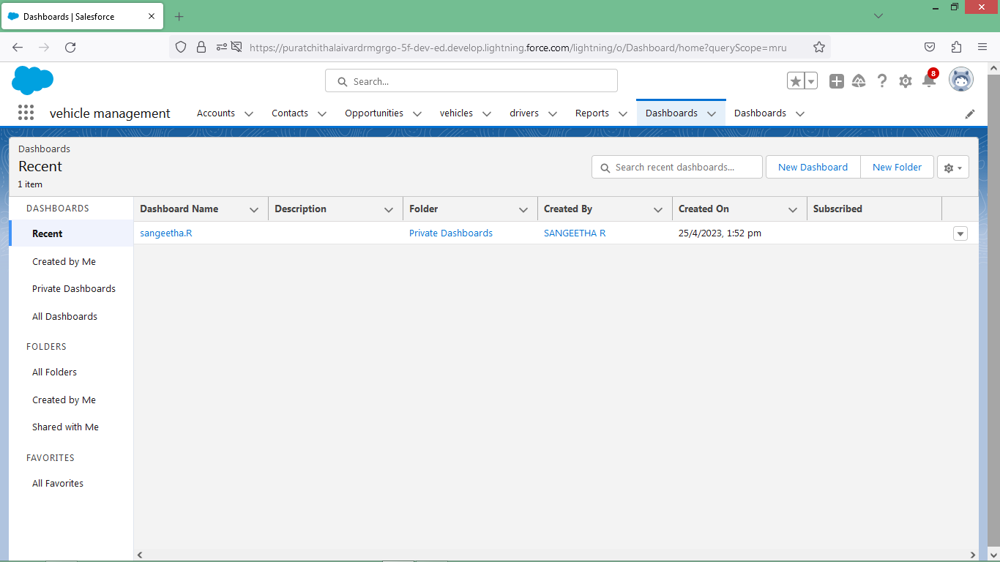 Dashboards | Salesforce
https://puratchithalaivardrmgrgo-5f-dev-ed.develop.lightning.force.com/lightning/o/Dashboard/home?queryScope=mru
Search...
8
vehicle management Accounts Contacts Opportunities vehicles drivers Reports Dashboards Dashboards
Dashboards
Recent
1 item
Search recent dashboards...
New Dashboard
New Folder
DASHBOARDS
Recent
Created by Me
Private Dashboards
All Dashboards
FOLDERS
All Folders
Created by Me
Shared with Me
FAVORITES
All Favorites
Dashboard Name Description Folder Created By Created On Subscribed
sangeetha.R Private Dashboards SANGEETHA R 25/4/2023, 1:52 pm